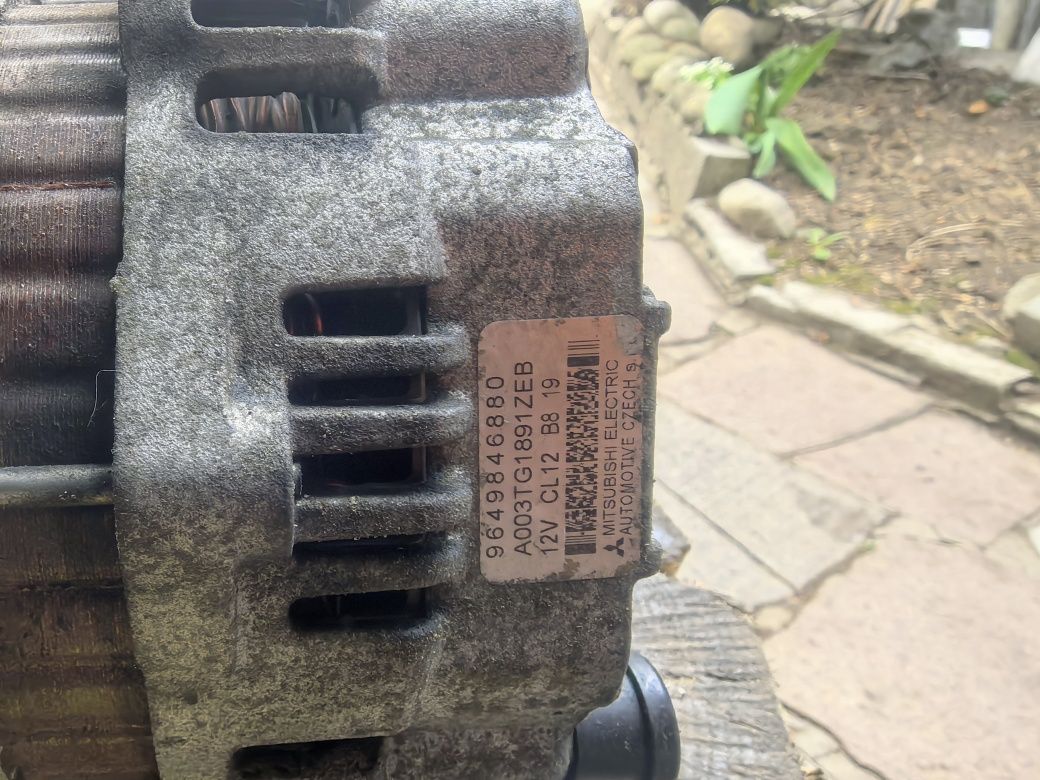 9649846880
A003TG1891ZEB
12V CL12 B8 19
MITSUBISHI ELECTRIC
AUTOMOTIVE CZECH s.